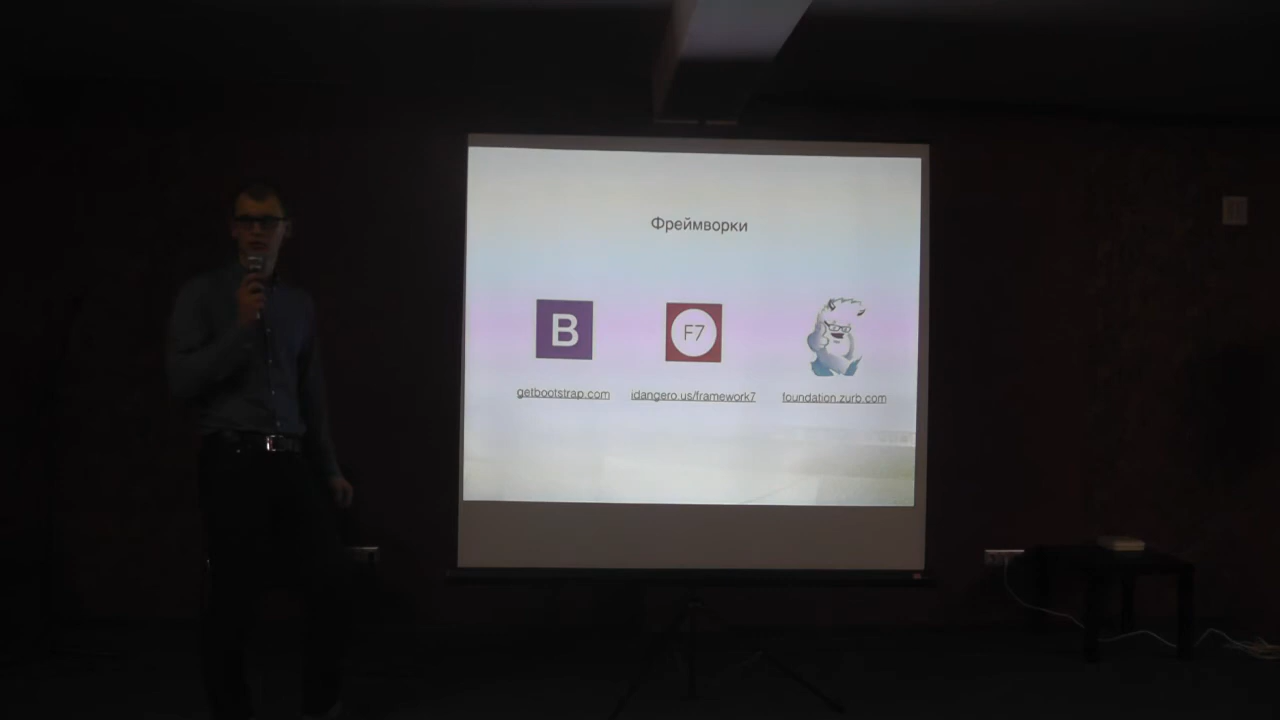 Фреймворки
B
F7
getbootstrap.com
idangero.us/framework7
foundation.zurb.com